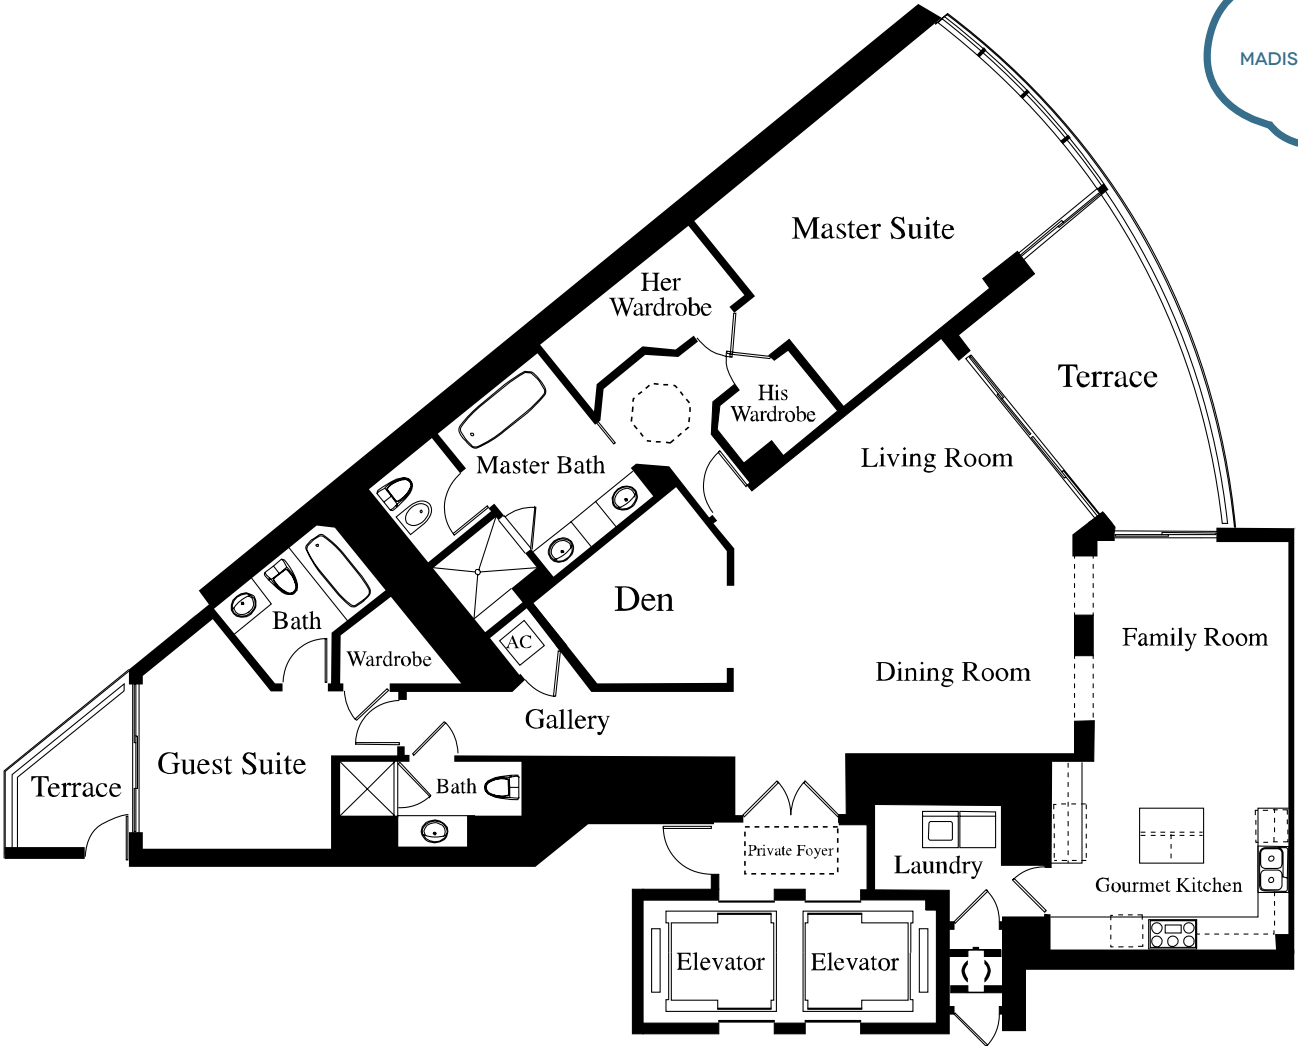 MADIS
Master Suite
Her
Wardrobe
Terrace
His
Wardrobe
Living Room
Master Bath
Den
Bath
Family Room
AC
Wardrobe
Dining Room
Gallery
Guest Suite
Terrace
Bath
Private Foyer
Laundry
Gourmet Kitchen
Elevator
Elevator